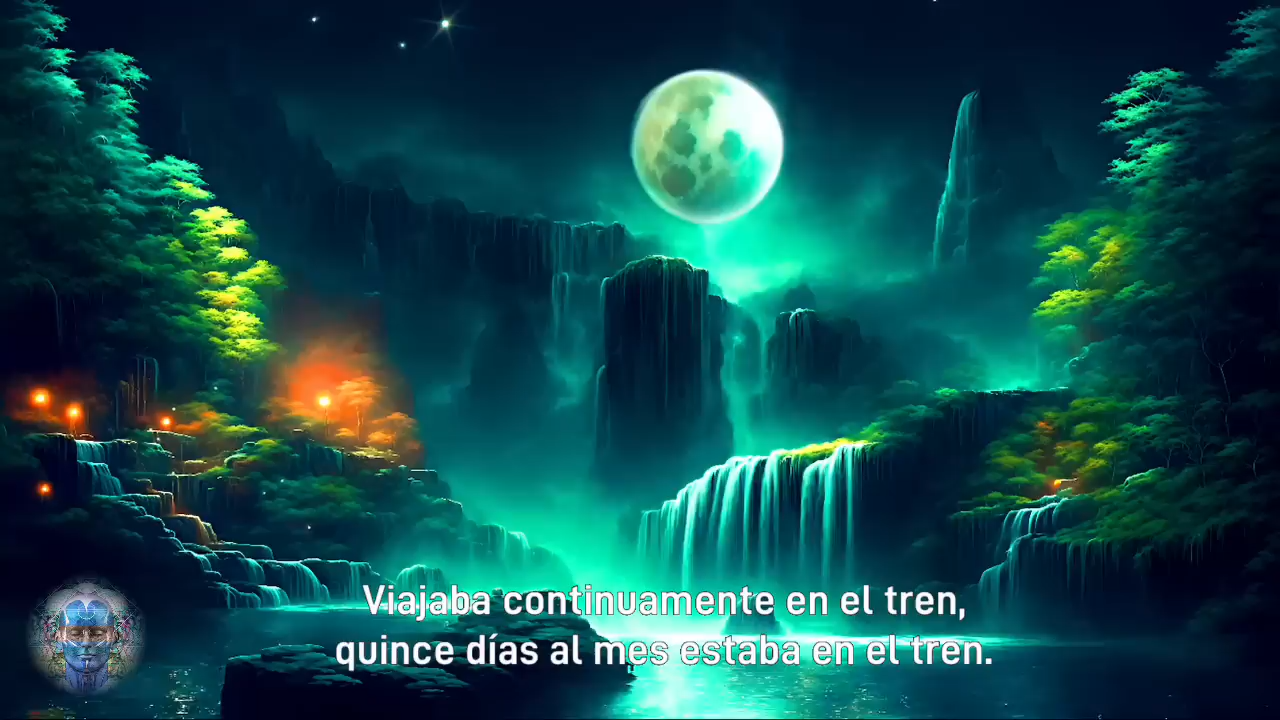 Viajaba continuamente en el tren,
quince días al mes estaba en el tren.